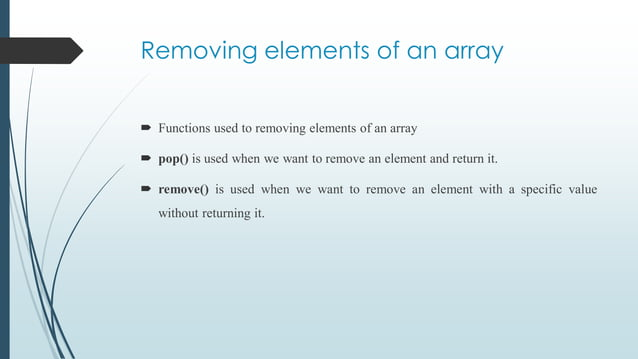 Removing elements of an array
Functions used to removing elements of an array
pop() is used when we want to remove an element and return it.
remove() is used when we want to remove an element with a specific value
without returning it.